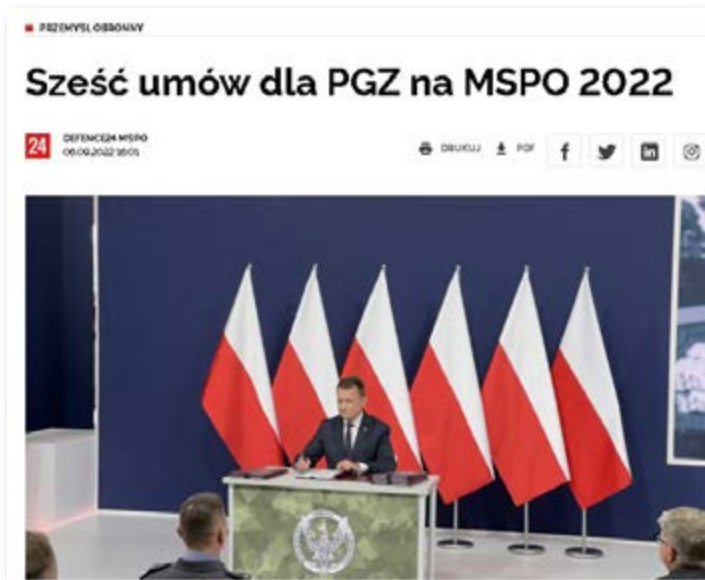 PRZEMYSŁ OBRONNY
Sześć umów dla PGZ na MSPO 2022
24
DEFENCE24 MSPO
06.09.2022 16:01
DRUKUJ PDF